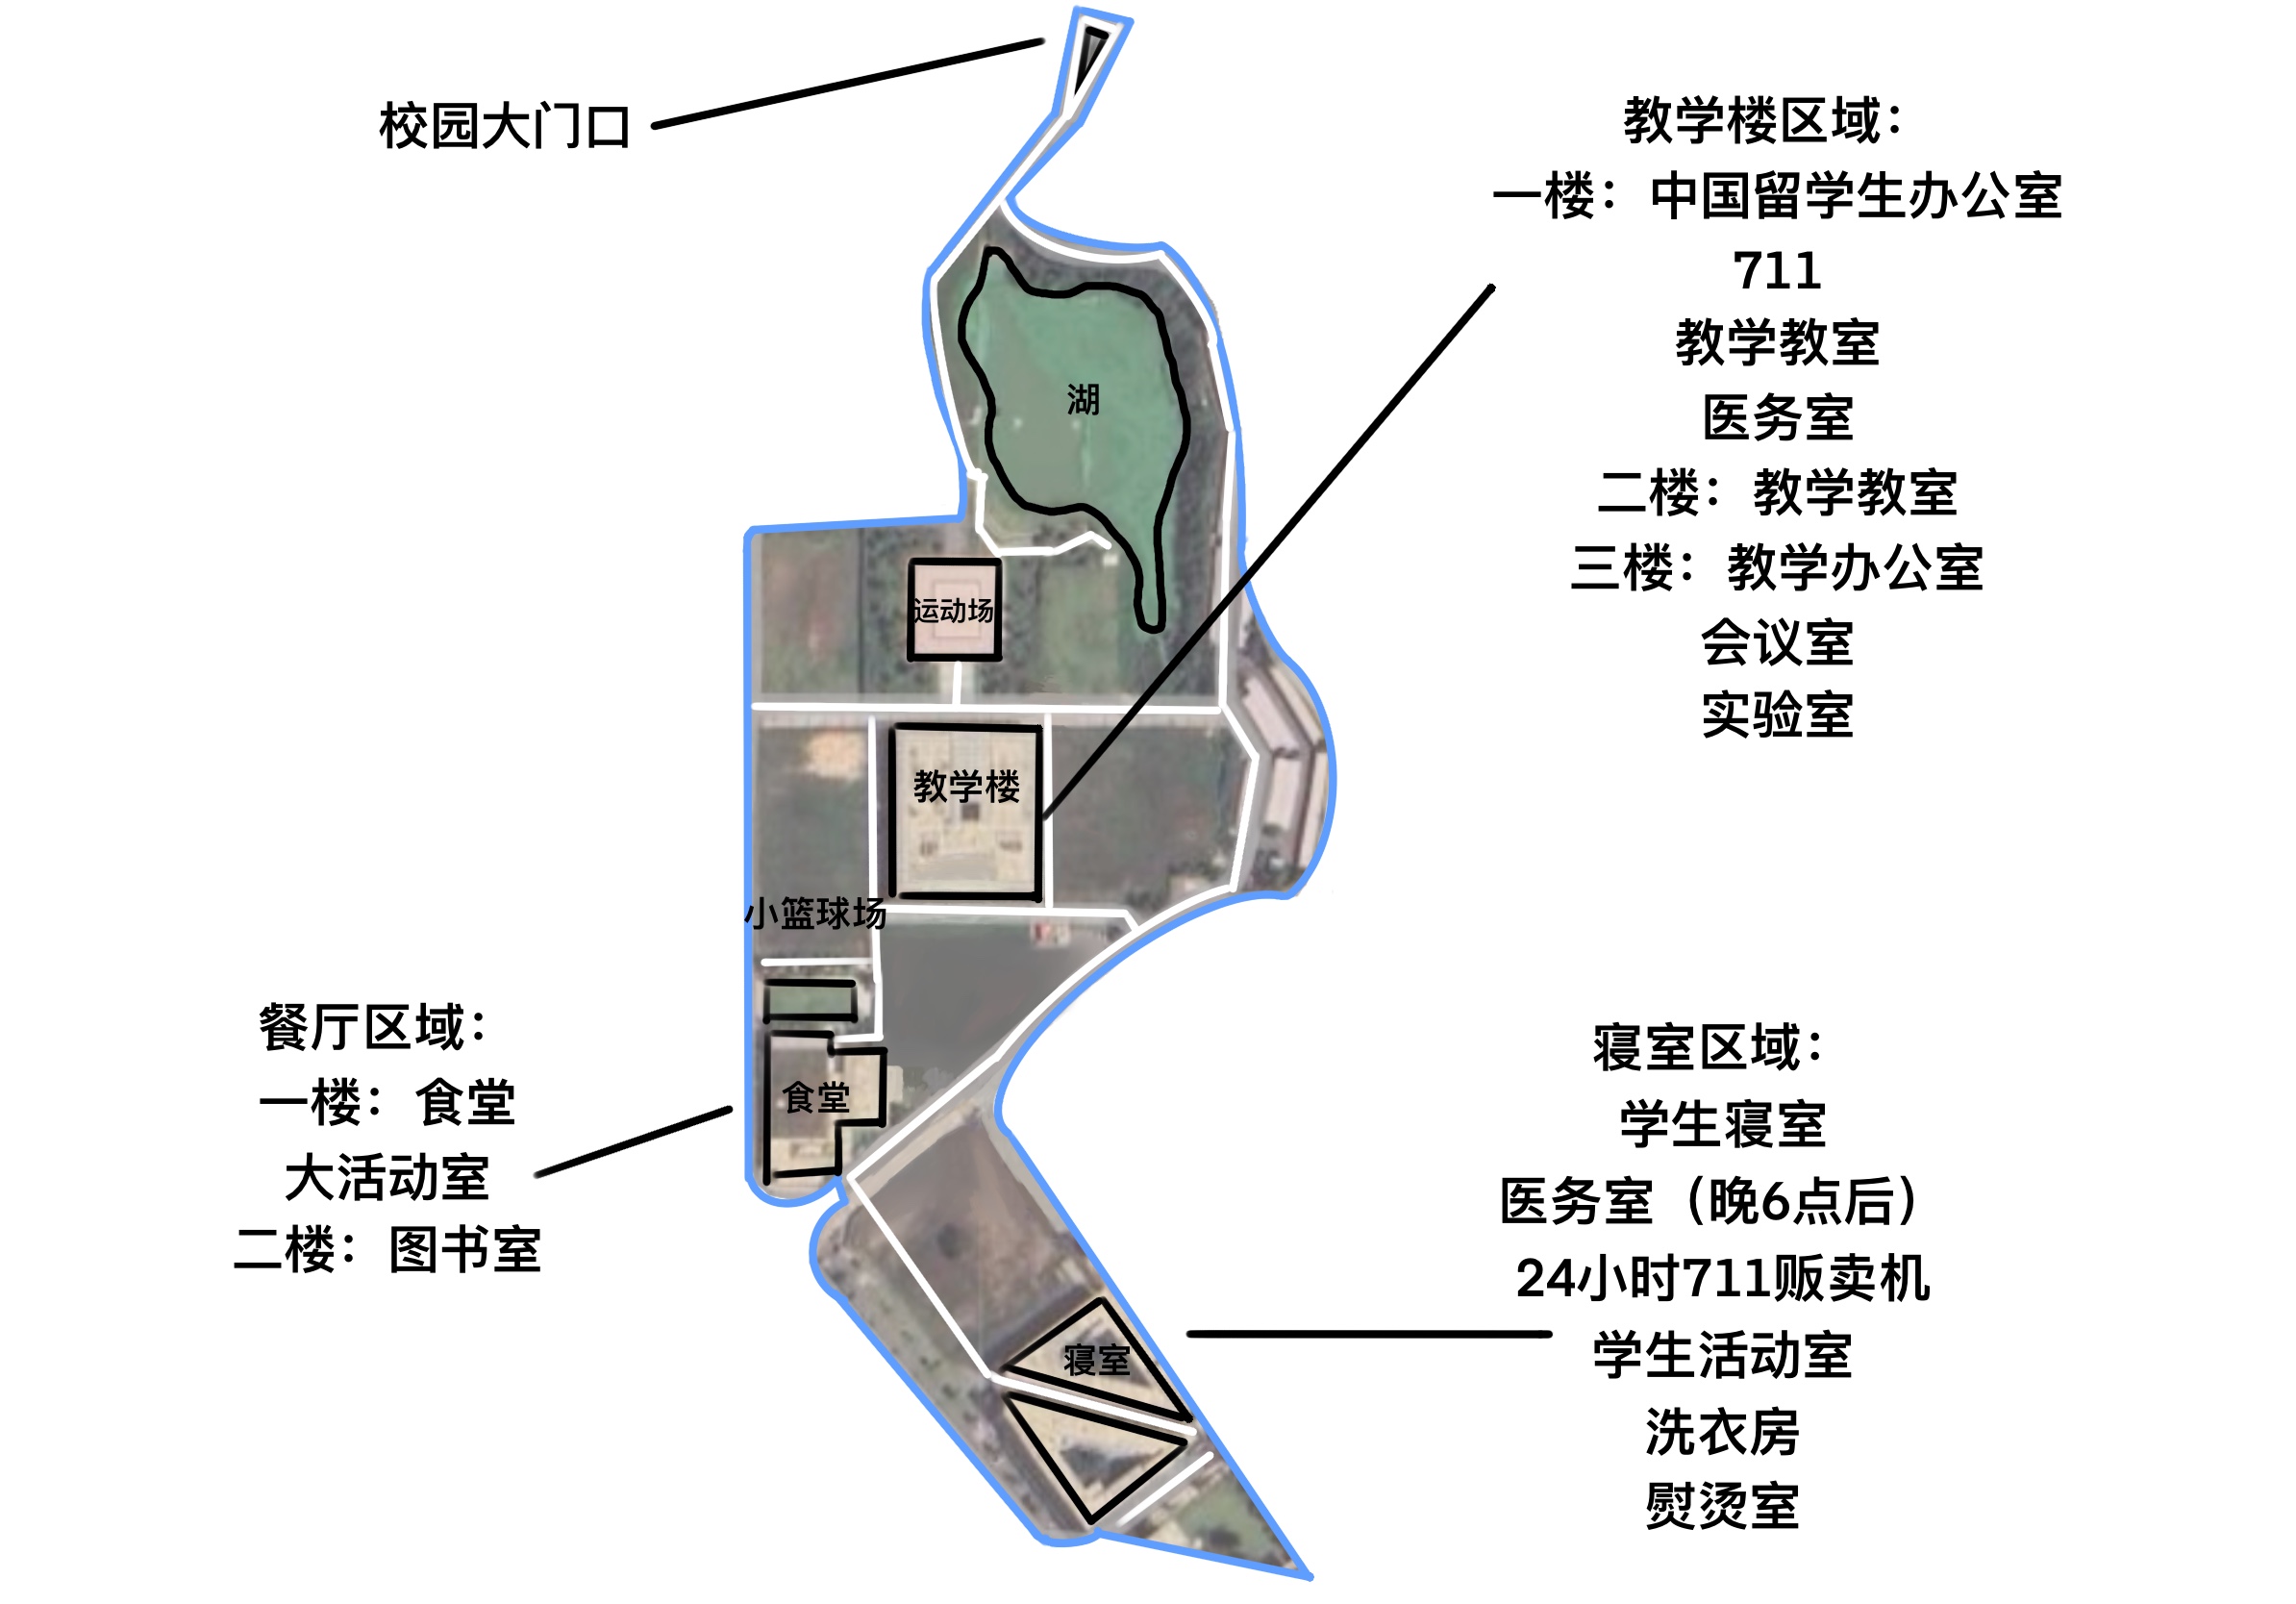 校园大门口
教学楼区域：
一楼：中国留学生办公室
711
教学教室
医务室
二楼：教学教室
三楼：教学办公室
会议室
实验室
湖
运动场
教学楼
小篮球场
食堂
餐厅区域：
一楼：食堂
大活动室
二楼：图书室
寝室
寝室区域：
学生寝室
医务室（晚6点后）
24小时711贩卖机
学生活动室
洗衣房
熨烫室